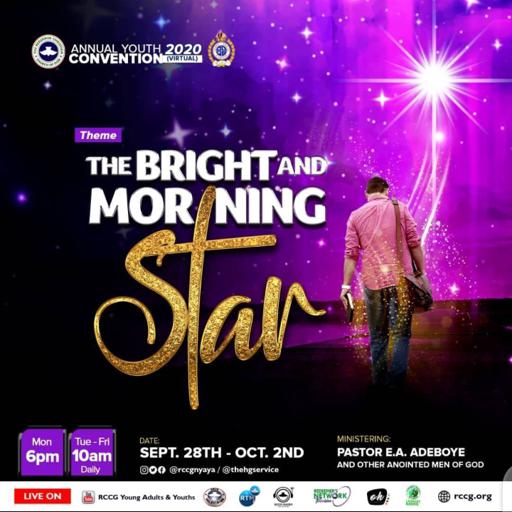 ANNUAL YOUTH 2020
CONVENTION (VIRTUAL)
Theme
THE BRIGHT AND
MORNING
Star
Mon
6pm
Tue - Fri
10am
Daily
DATE:
SEPT. 28TH - OCT. 2ND
@rccgnyaya / @thehgservice
MINISTERING:
PASTOR E.A. ADEBOYE
AND OTHER ANOINTED MEN OF GOD
LIVE ON
RCCG Young Adults & Youths
NETWORK
oh
rccg.org